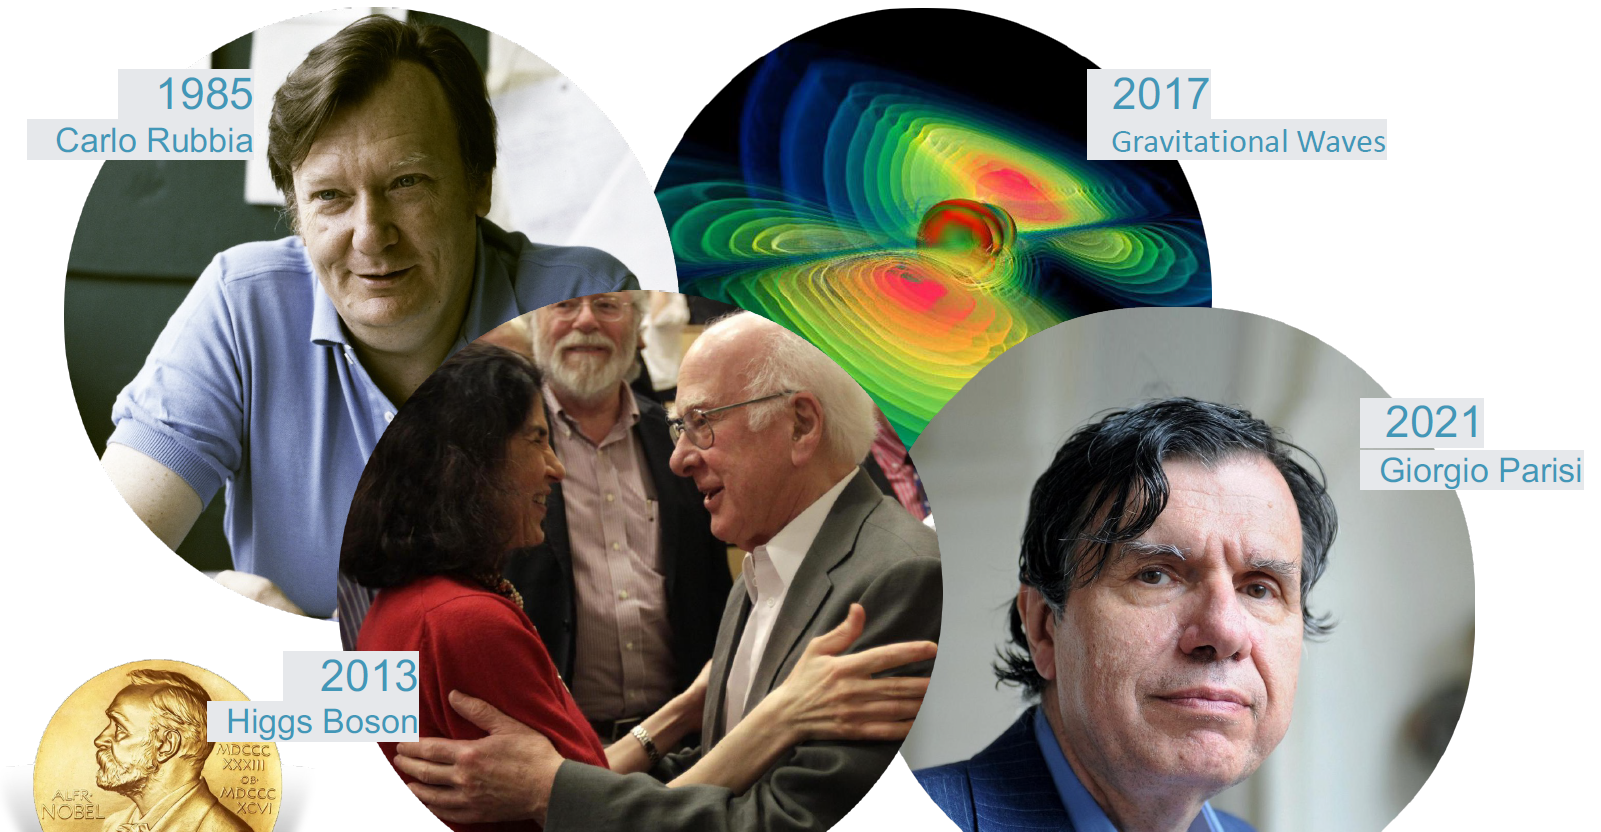 1985
Carlo Rubbia
2017
Gravitational Waves
2021
Giorgio Parisi
2013
Higgs Boson
ALFR·
NOBEL
MDCCC
XXXIII
OB·
MDCCC
XCVI